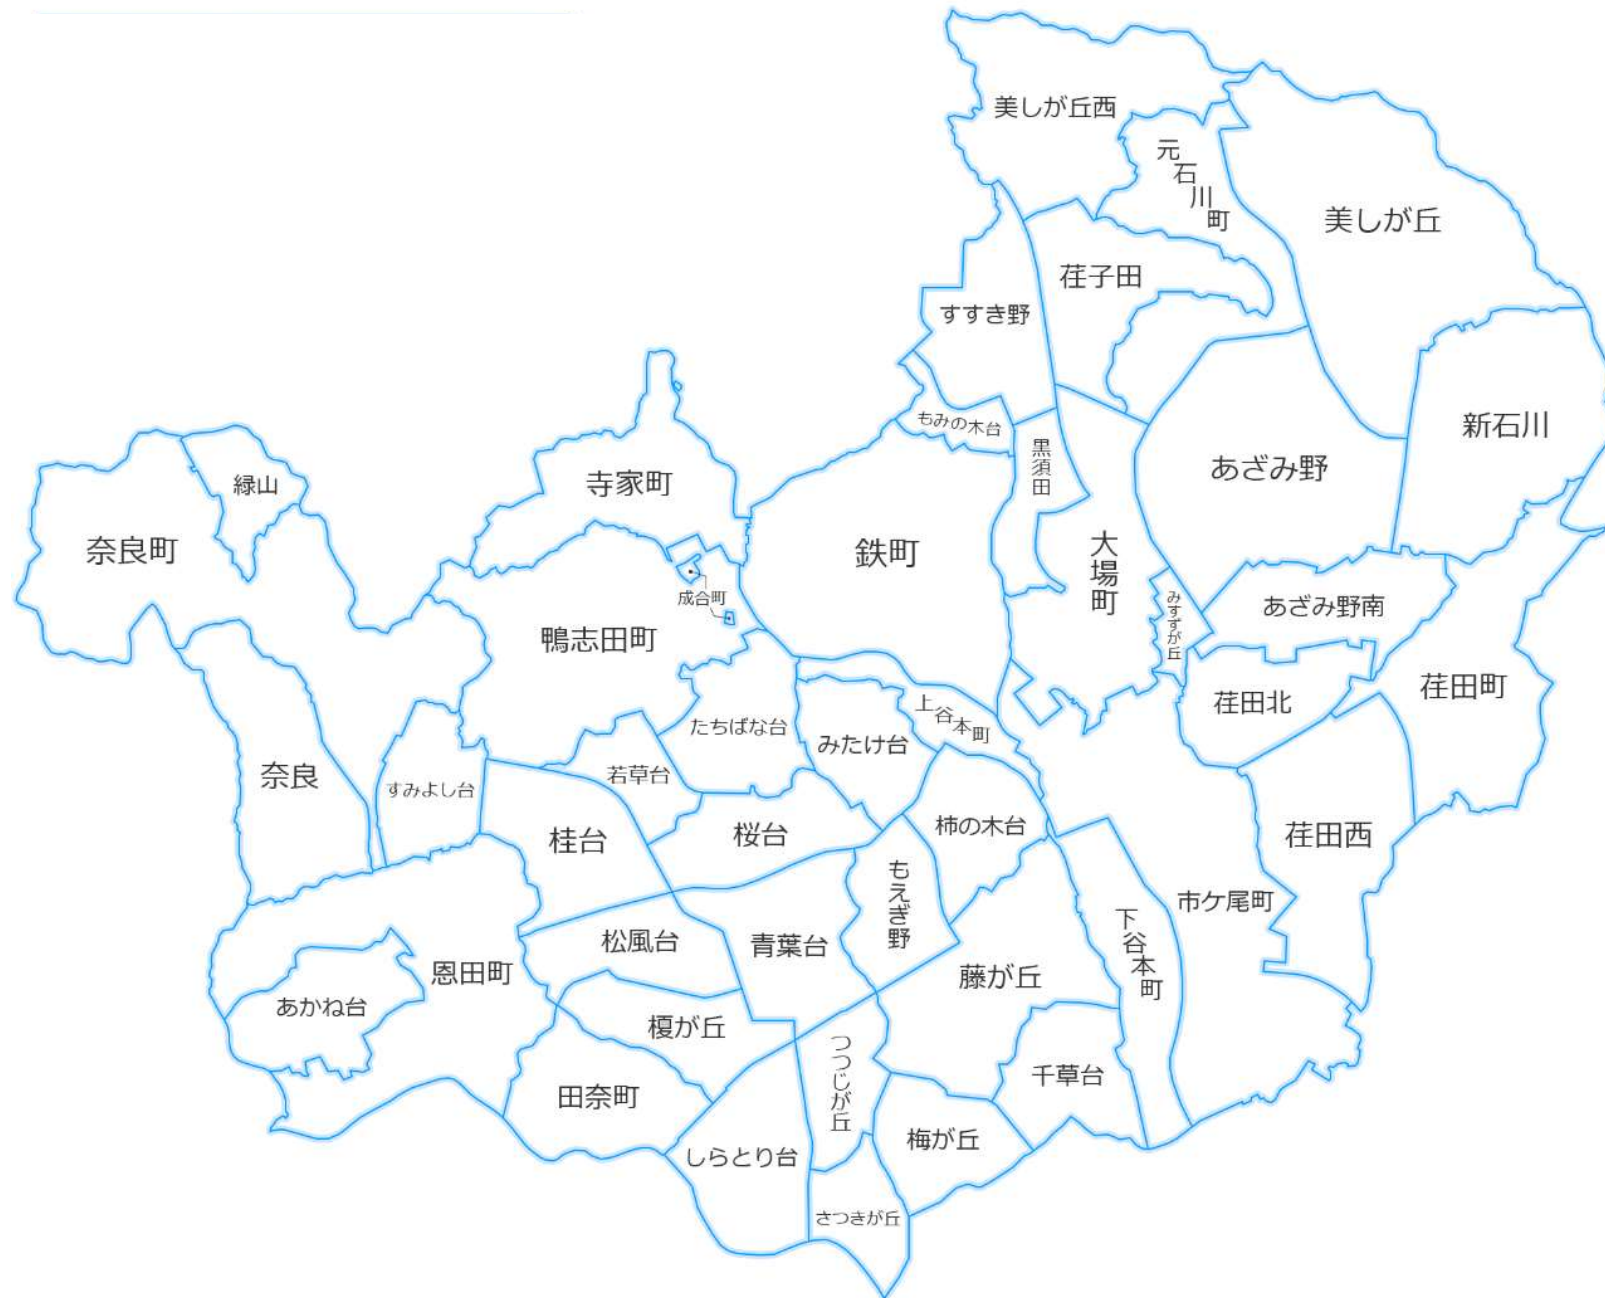 美しが丘西
元石川町
美しが丘
荏子田
すすき野
もみの木台
黒須田
新石川
あざみ野
緑山
寺家町
奈良町
鉄町
大場町
成合町
みすずが丘
あざみ野南
鴨志田町
荏田町
荏田北
上谷本町
たちばな台
みたけ台
若草台
奈良
すみよし台
桂台
桜台
柿の木台
荏田西
もえぎ野
市ケ尾町
下谷本町
松風台
青葉台
藤が丘
恩田町
あかね台
榎が丘
つつじが丘
千草台
田奈町
梅が丘
しらとり台
さつきが丘